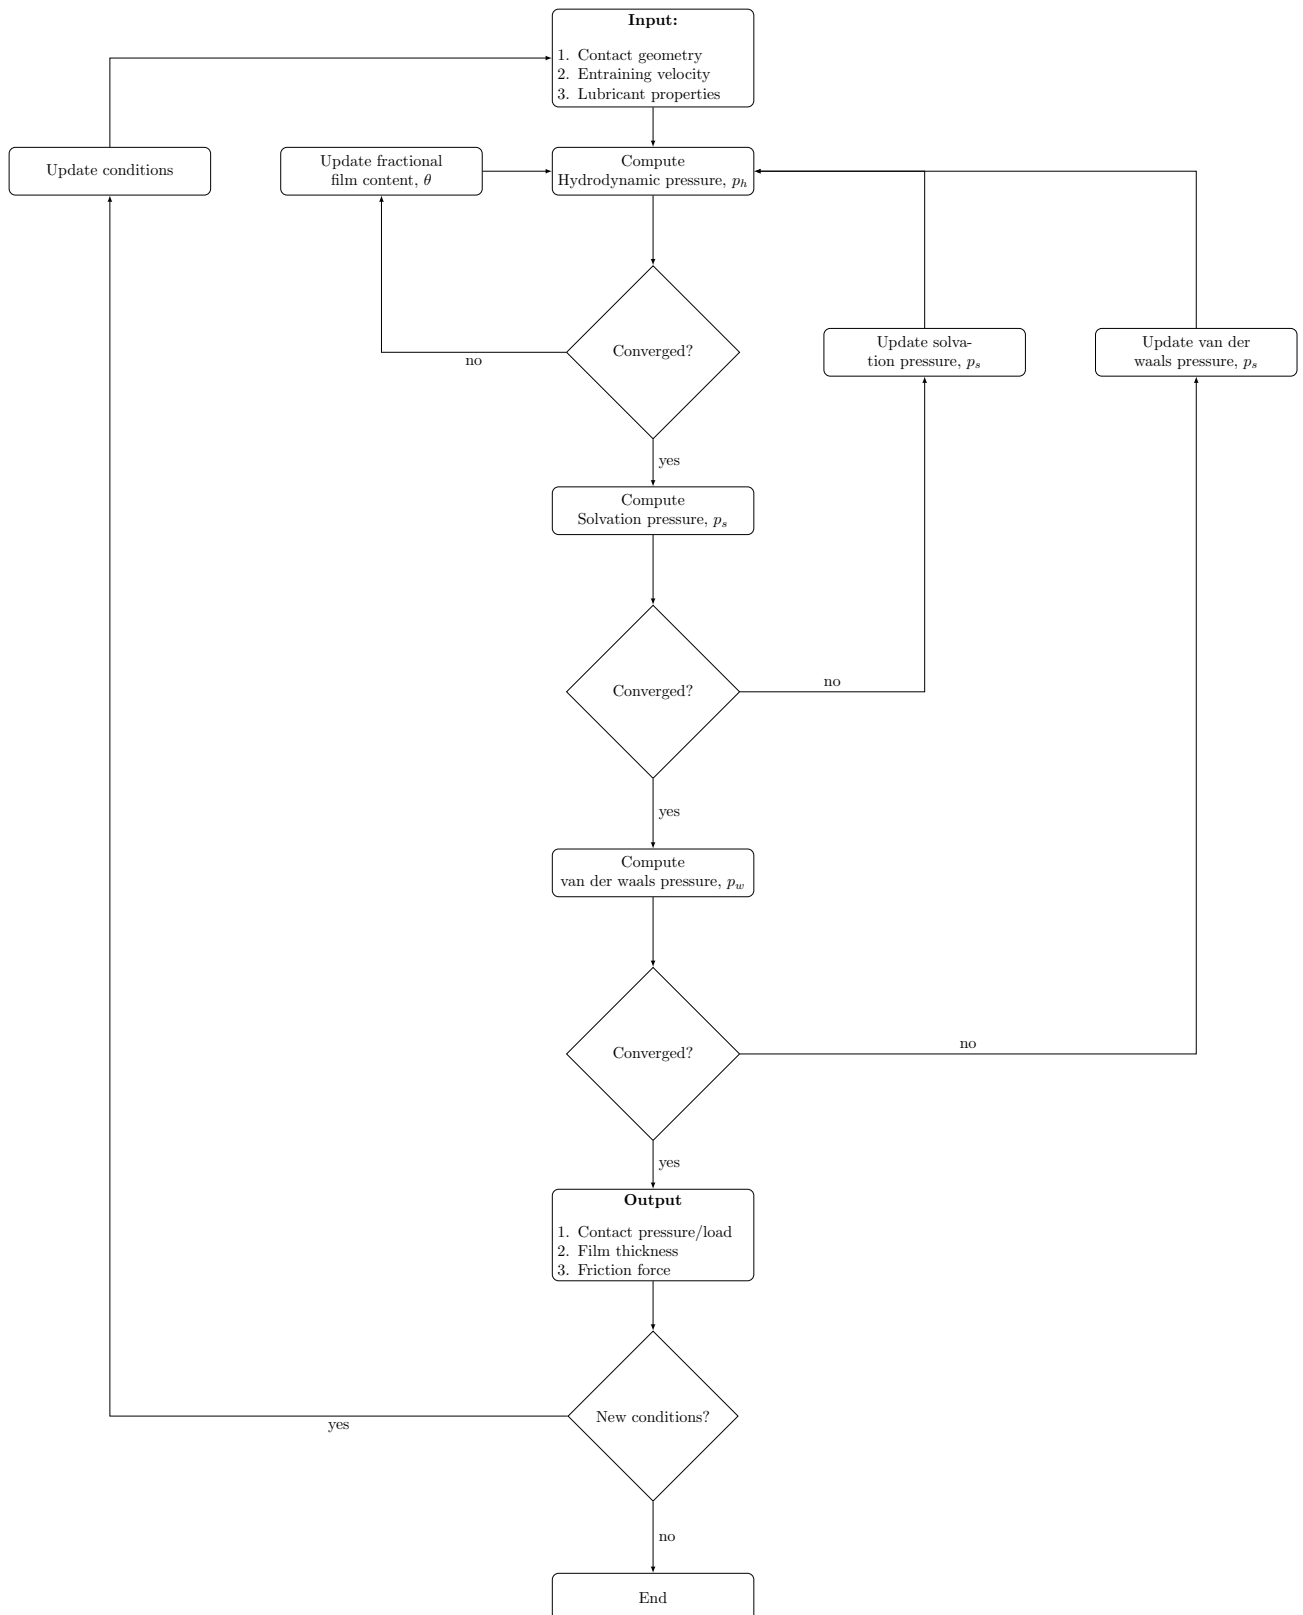 Input:
1. Contact geometry
2. Entraining velocity
3. Lubricant properties
Update conditions
Update fractional
film content, θ
Compute
Hydrodynamic pressure, p_h
Converged?
no
Update solva-
tion pressure, p_s
Update van der
waals pressure, p_s
yes
Compute
Solvation pressure, p_s
Converged?
no
yes
Compute
van der waals pressure, p_w
Converged?
no
yes
Output
1. Contact pressure/load
2. Film thickness
3. Friction force
New conditions?
yes
no
End